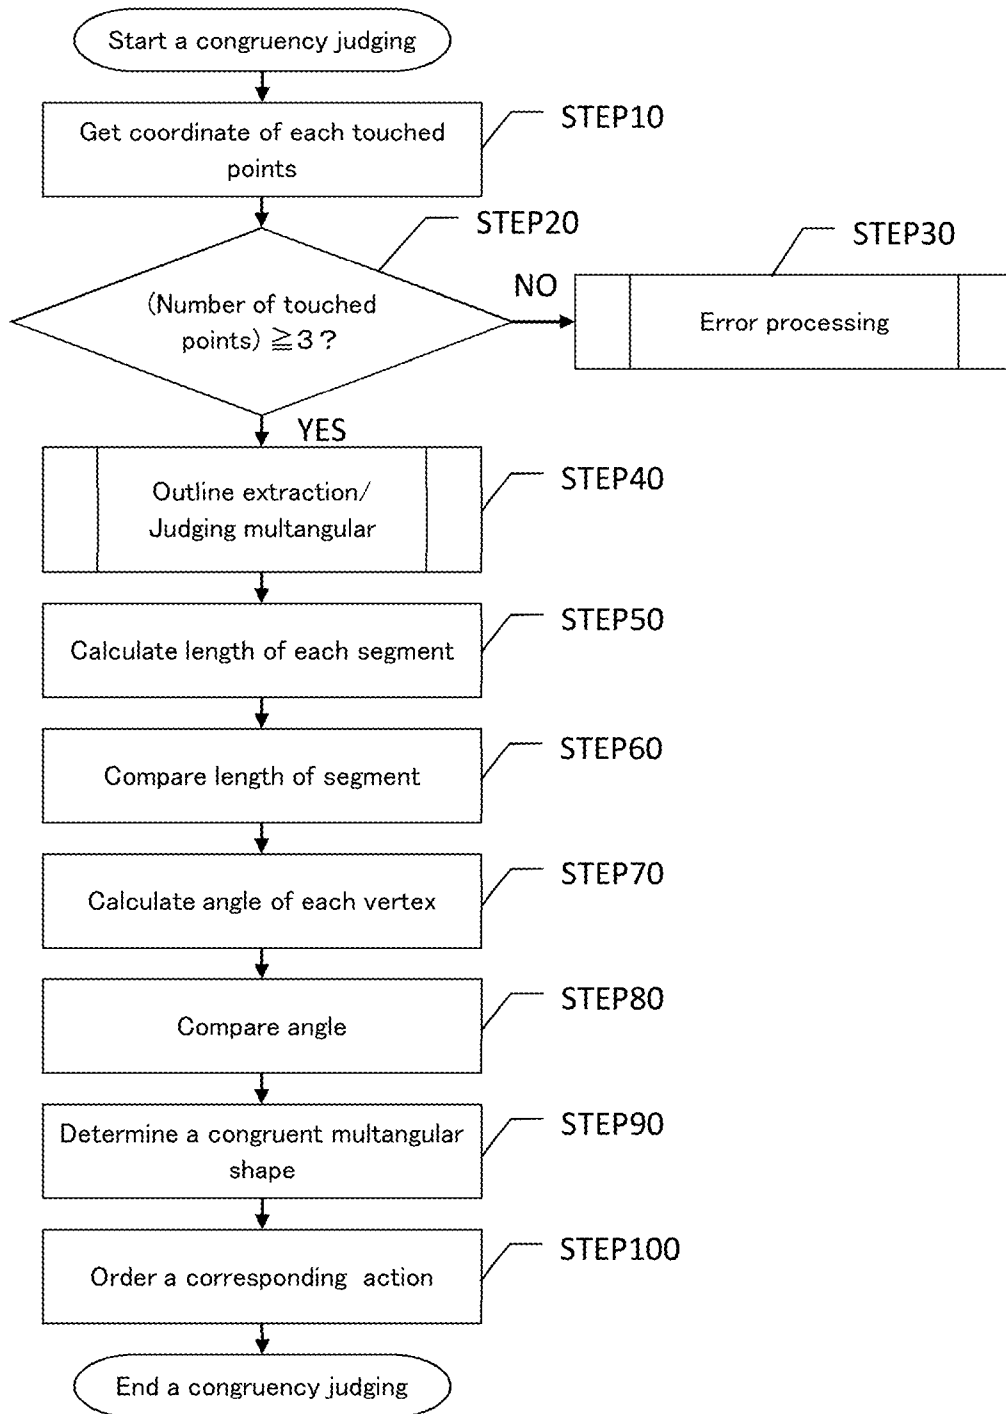 Start a congruency judging
STEP10
Get coordinate of each touched
points
STEP20
STEP30
(Number of touched
points) ≧3?
NO
Error processing
YES
STEP40
Outline extraction/
Judging multangular
STEP50
Calculate length of each segment
STEP60
Compare length of segment
STEP70
Calculate angle of each vertex
STEP80
Compare angle
STEP90
Determine a congruent multangular
shape
STEP100
Order a corresponding action
End a congruency judging